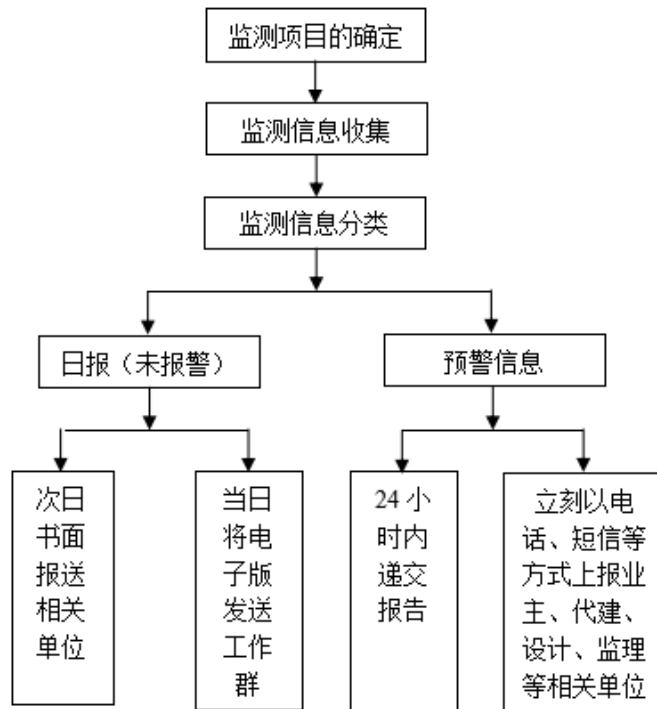 监测项目的确定
监测信息收集
监测信息分类
日报（未报警）
预警信息
次日
书面
报送
相关
单位
当日
将电
子版
发送
工作
群
24 小
时内
递交
报告
立刻以电
话、短信等
方式上报业
主、代建、
设计、监理
等相关单位